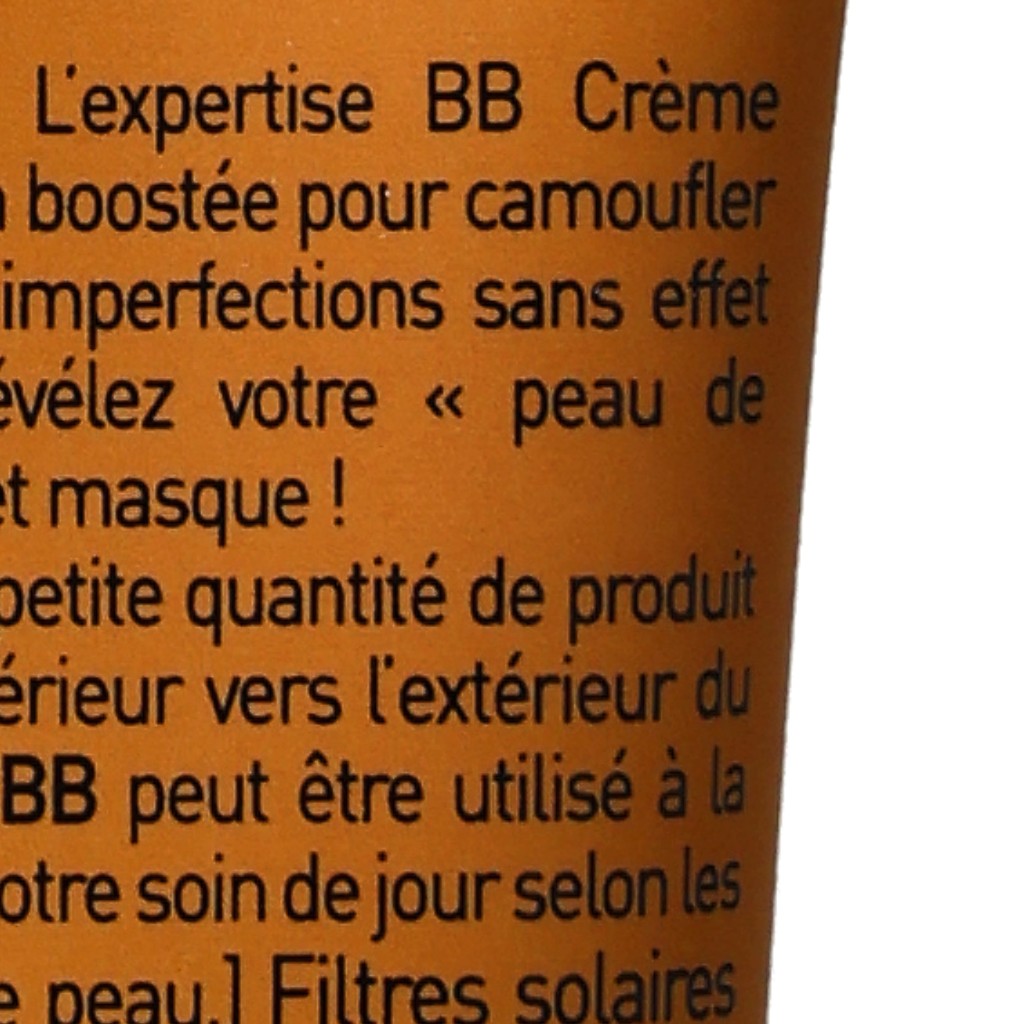 L'expertise BB Crème
boostée pour camoufler
imperfections sans effet
évélez votre « peau de
et masque !
petite quantité de produit
érieur vers l'extérieur du
BB peut être utilisé à la
otre soin de jour selon les
e peau.] Filtres solaires